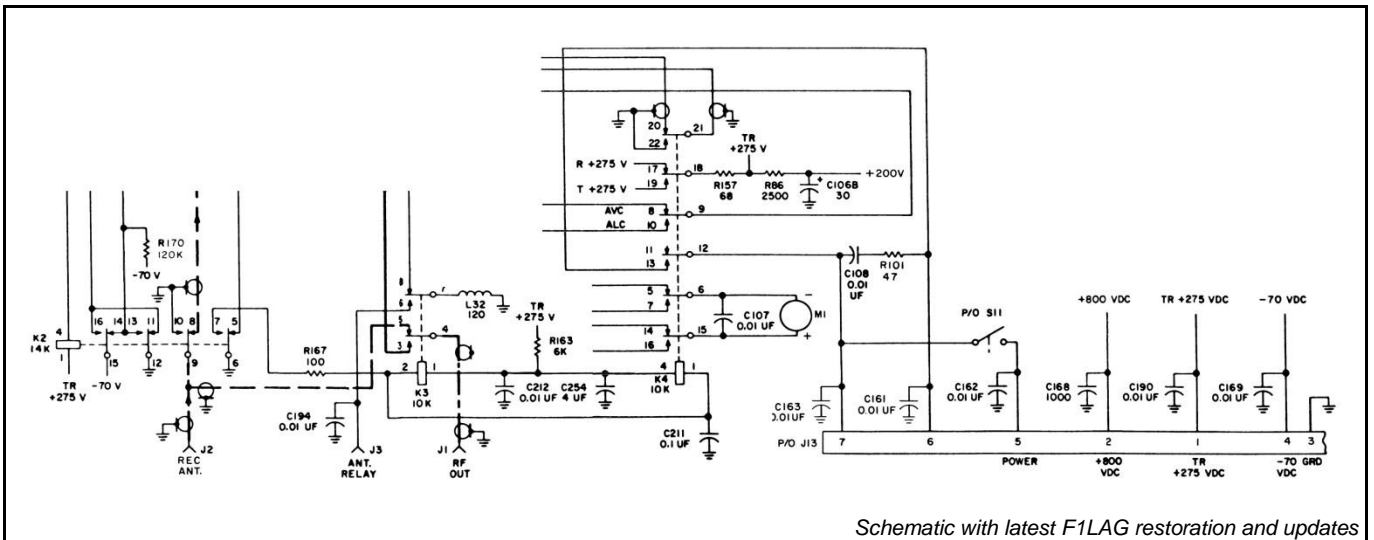 20
21
22
TR
+275 V
R +275 V
17
18
+200V
T +275 V
19
R157
68
R86
2500
+
C106B
30
AVC
8
9
ALC
10
R170
120K
-70 V
11
12
13
C108
0.01
UF
R101
47
8
L32
120
6
5
6
7
C107
0.01 UF
-
M1
+
+800 VDC
TR +275 VDC
-70 VDC
P/O S11
16
14
13
11
10
8
7
5
5
4
3
TR
+275 V
R163
6K
14
15
16
K2
14K
4
1
15
-70 V
12
9
6
TR
+275 V
R167
100
2
1
K3
10K
C212
0.01 UF
C254
4 UF
4
1
K4
10K
C194
0.01 UF
C163
0.01 UF
C161
0.01 UF
C162
0.01 UF
C168
1000
C190
0.01 UF
C169
0.01 UF
C211
0.1 UF
J2
REC
ANT.
J3
ANT.
RELAY
J1
RF
OUT
P/O J13
7
6
5
2
1
4
3
POWER
+800
VDC
TR
+275 VDC
-70 GRD
VDC
Schematic with latest F1LAG restoration and updates